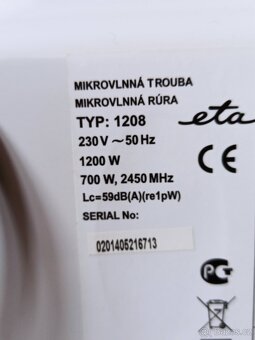 MIKROVLNNÁ TROUBA
MIKROVLNNÁ RÚRA
TYP: 1208
eta
230 V ~ 50 Hz
1200 W
CE
700 W, 2450 MHz
Lc=59dB(A)(re1pW)
SERIAL No:
0201405216713